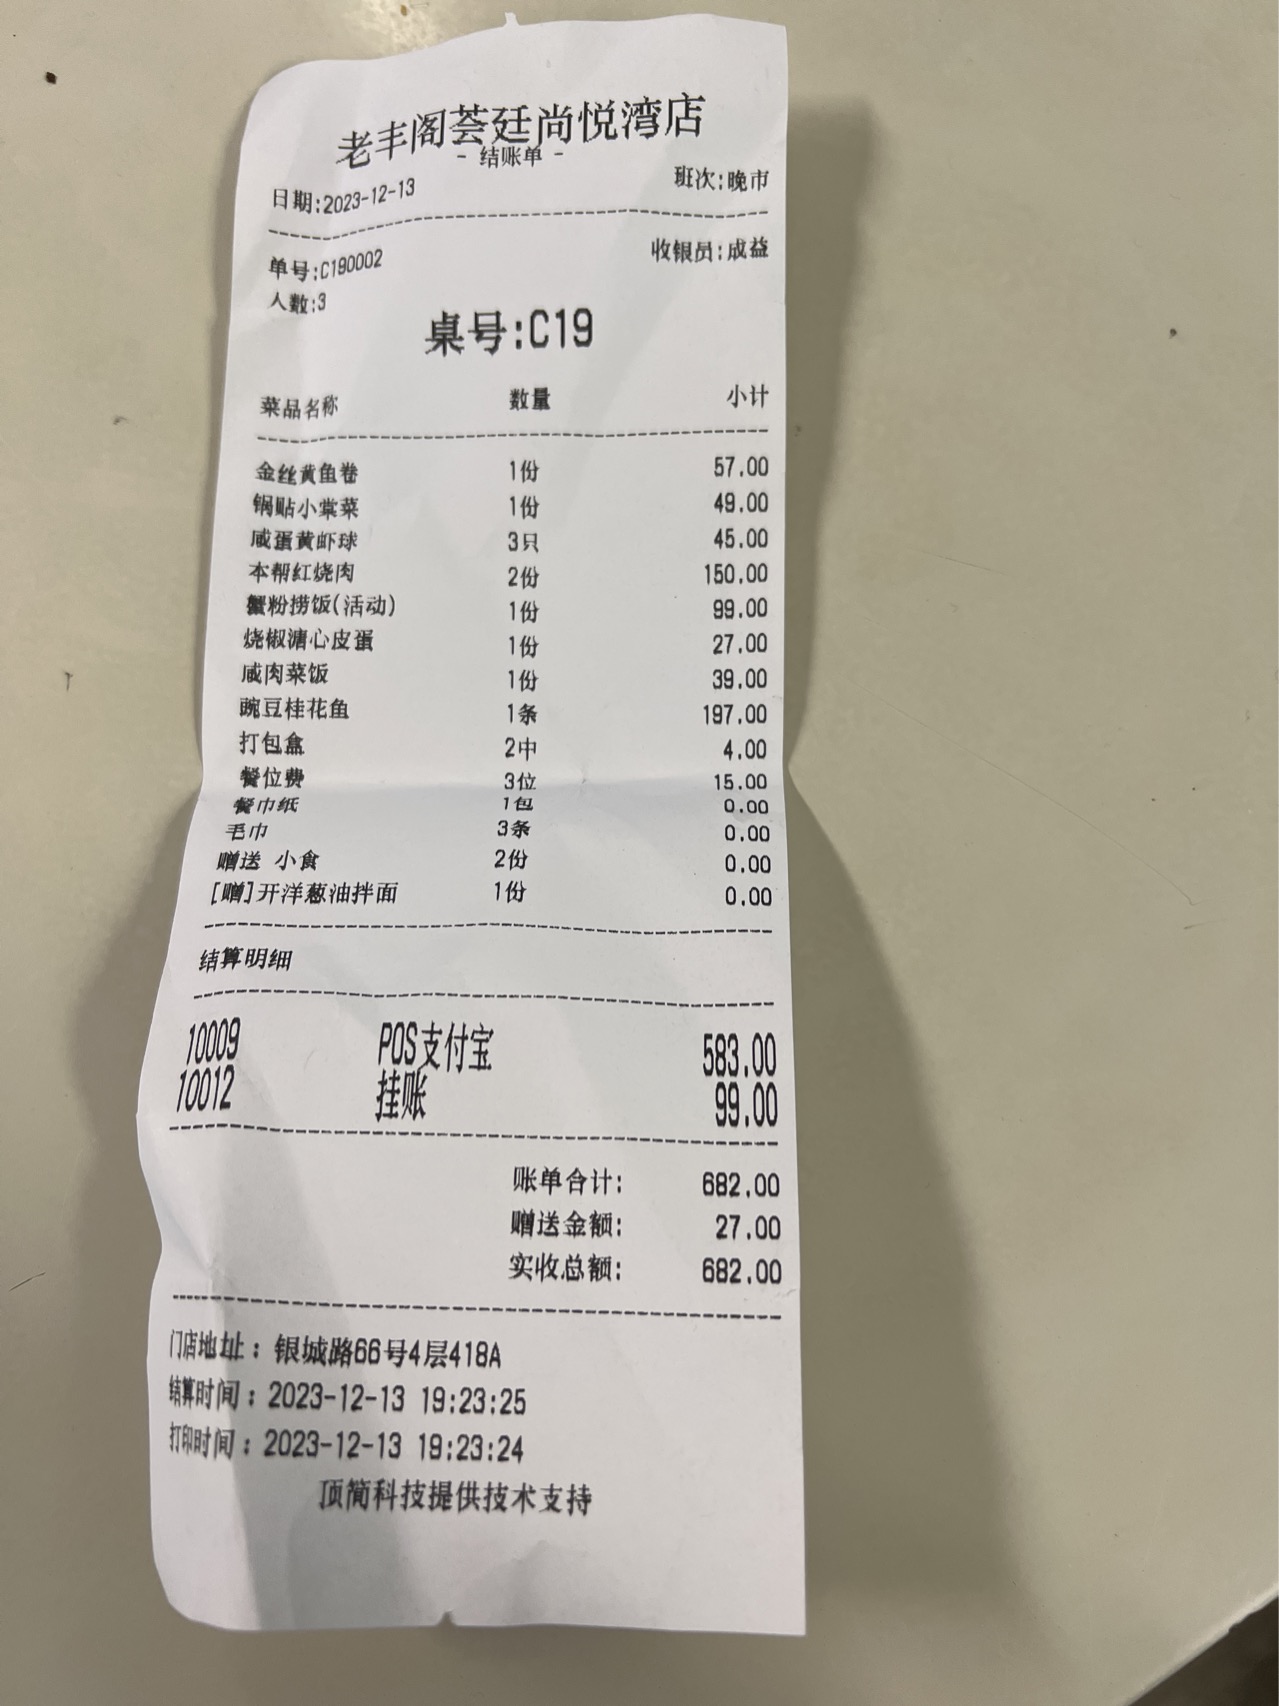 老丰阁荟廷尚悦湾店
- 结账单 -
日期:2023-12-13 班次:晚市
单号:C190002 收银员:成益
人数:3
桌号:C19
菜品名称 数量 小计
金丝黄鱼卷 1份 57.00
锅贴小棠菜 1份 49.00
咸蛋黄虾球 3只 45.00
本帮红烧肉 2份 150.00
蟹粉捞饭(活动) 1份 99.00
烧椒溏心皮蛋 1份 27.00
咸肉菜饭 1份 39.00
豌豆桂花鱼 1条 197.00
打包盒 2中 4.00
餐位费 3位 15.00
餐巾纸 1包 0.00
毛巾 3条 0.00
赠送 小食 2份 0.00
[赠]开洋葱油拌面 1份 0.00
结算明细
10009 POS支付宝 583.00
10012 挂账 99.00
账单合计: 682.00
赠送金额: 27.00
实收总额: 682.00
门店地址：银城路66号4层418A
结算时间：2023-12-13 19:23:25
打印时间：2023-12-13 19:23:24
顶简科技提供技术支持